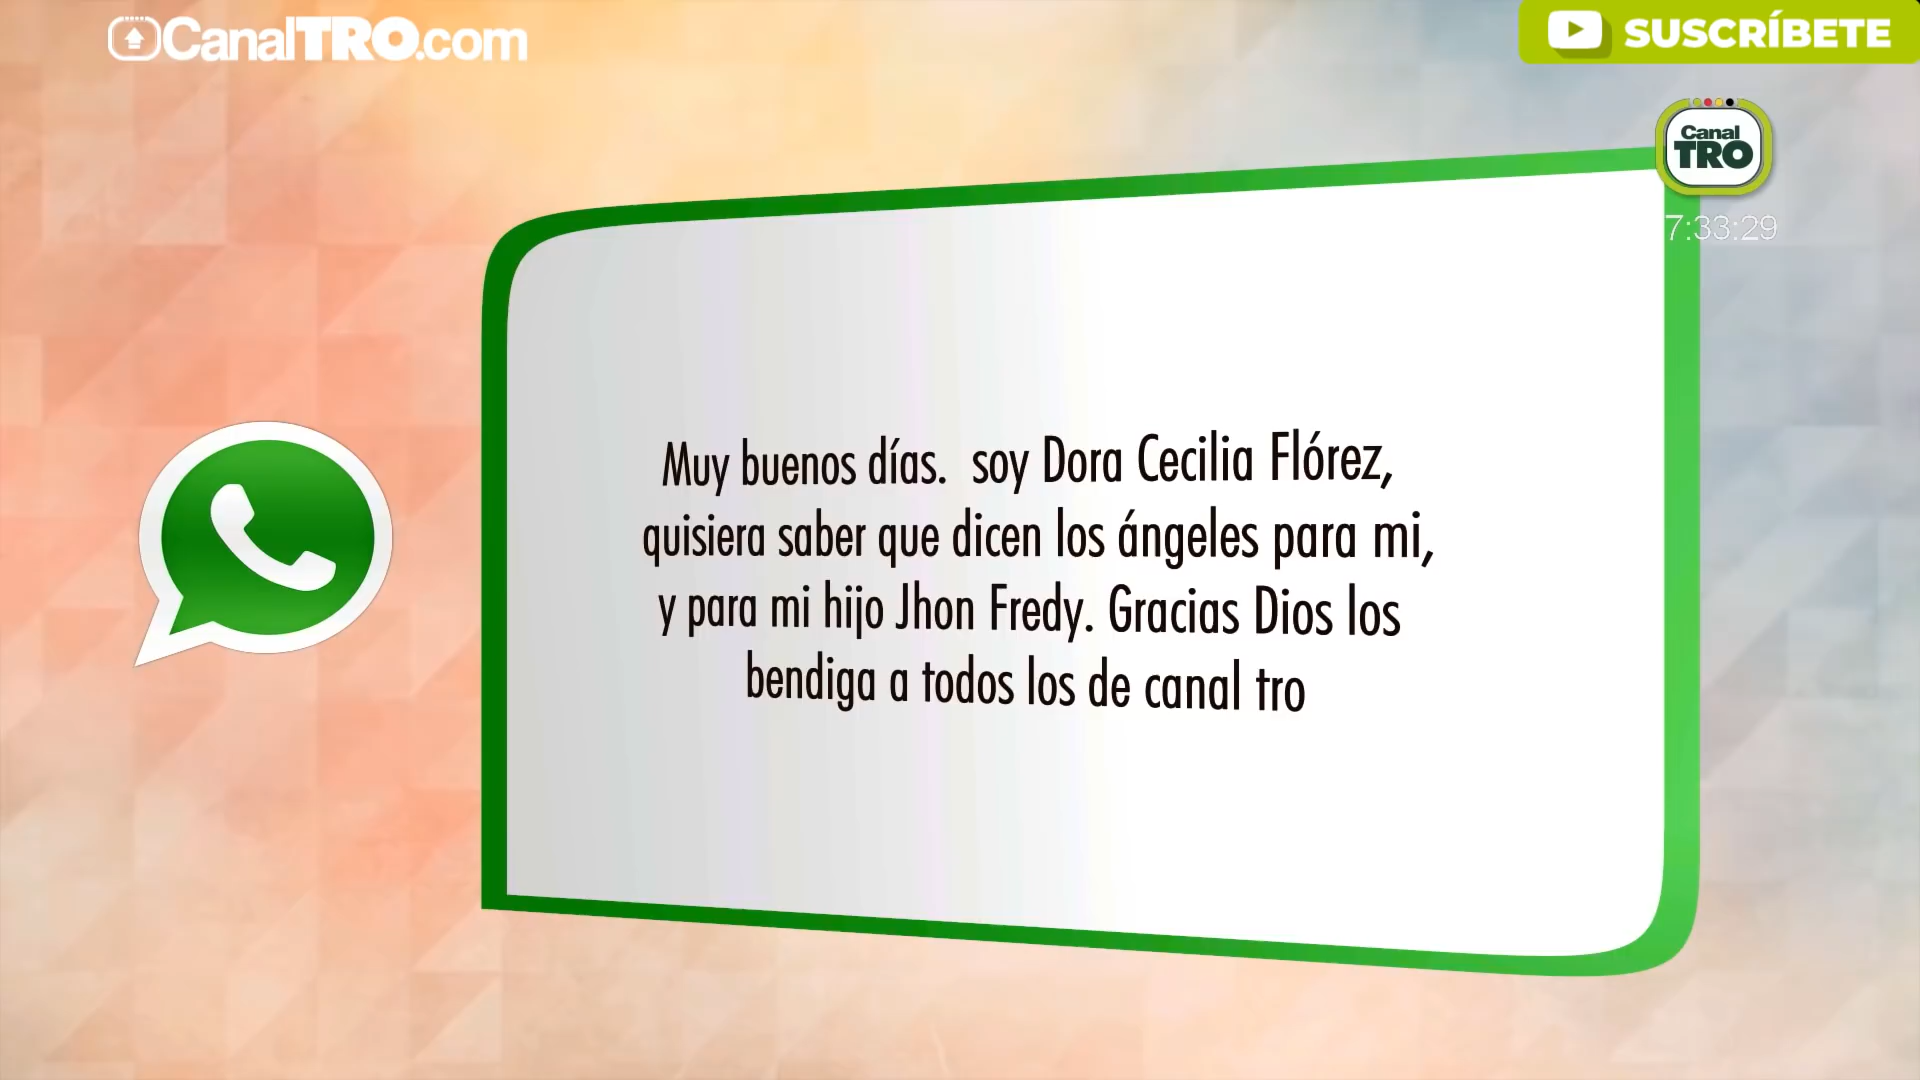 CanalTRO.com
SUSCRÍBETE
Canal
TRO
7:33:29
Muy buenos días.  soy Dora Cecilia Flórez,
quisiera saber que dicen los ángeles para mi,
y para mi hijo Jhon Fredy. Gracias Dios los
bendiga a todos los de canal tro